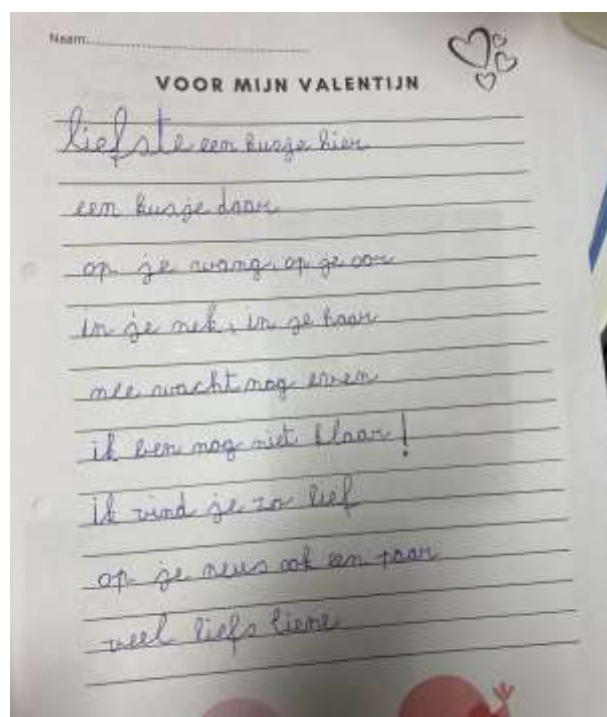 Naam:
VOOR MIJN VALENTIJN
liefste een kusje hier
een kusje daar
op je wang, op je oor
in je nek, in je haar
nee wacht nog even
ik ben nog niet klaar!
ik vind je zo lief
op je neus ook een paar
veel liefs liene